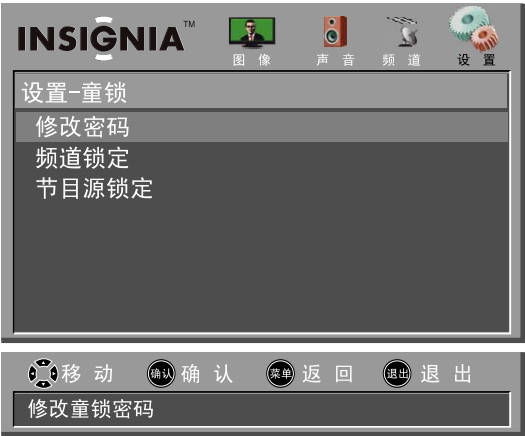 INSIGNIA™
图像 声音 频道 设置
设置-童锁
修改密码
频道锁定
节目源锁定
移动 确认 确认 菜单 返回 退出 退出
修改童锁密码